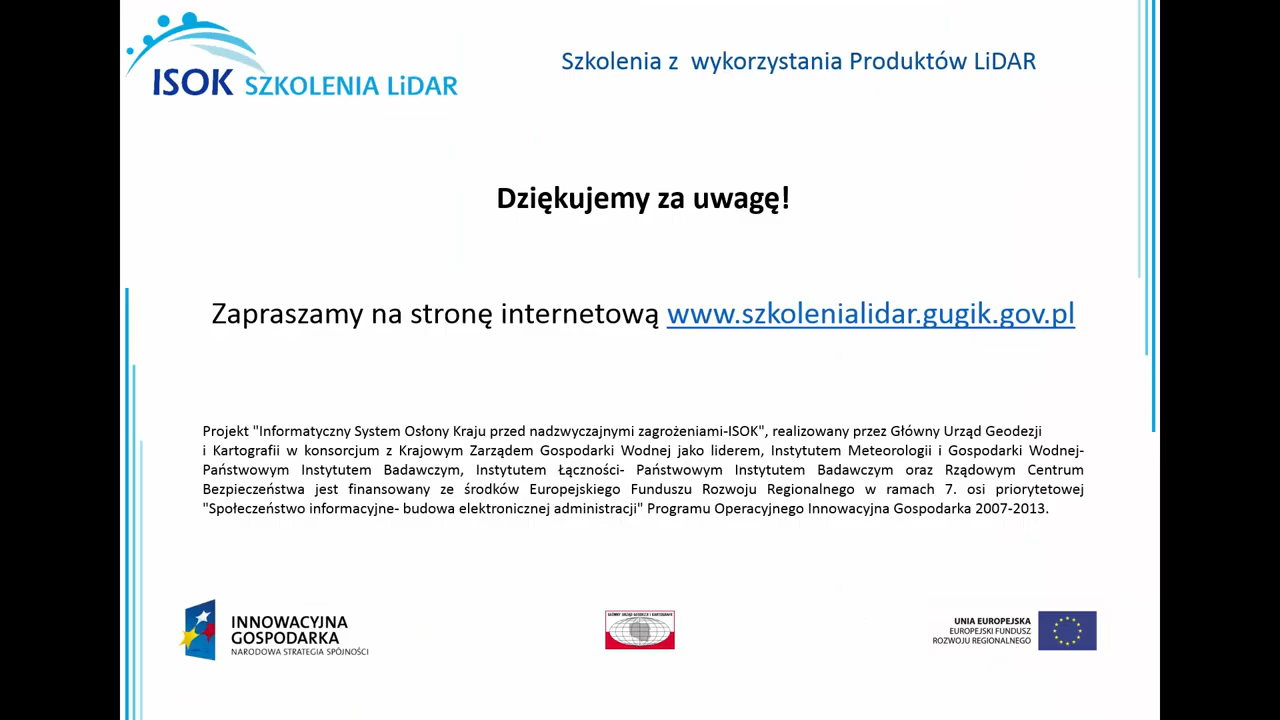 ISOK SZKOLENIA LiDAR
Szkolenia z wykorzystania Produktów LiDAR
Dziękujemy za uwagę!
Zapraszamy na stronę internetową www.szkolenialidar.gugik.gov.pl
Projekt "Informatyczny System Osłony Kraju przed nadzwyczajnymi zagrożeniami-ISOK", realizowany przez Główny Urząd Geodezji
i Kartografii w konsorcjum z Krajowym Zarządem Gospodarki Wodnej jako liderem, Instytutem Meteorologii i Gospodarki Wodnej-
Państwowym Instytutem Badawczym, Instytutem Łączności- Państwowym Instytutem Badawczym oraz Rządowym Centrum
Bezpieczeństwa jest finansowany ze środków Europejskiego Funduszu Rozwoju Regionalnego w ramach 7. osi priorytetowej
"Społeczeństwo informacyjne- budowa elektronicznej administracji" Programu Operacyjnego Innowacyjna Gospodarka 2007-2013.
INNOWACYJNA
GOSPODARKA
NARODOWA STRATEGIA SPÓJNOŚCI
GŁÓWNY URZĄD GEODEZJI I KARTOGRAFII
UNIA EUROPEJSKA
EUROPEJSKI FUNDUSZ
ROZWOJU REGIONALNEGO